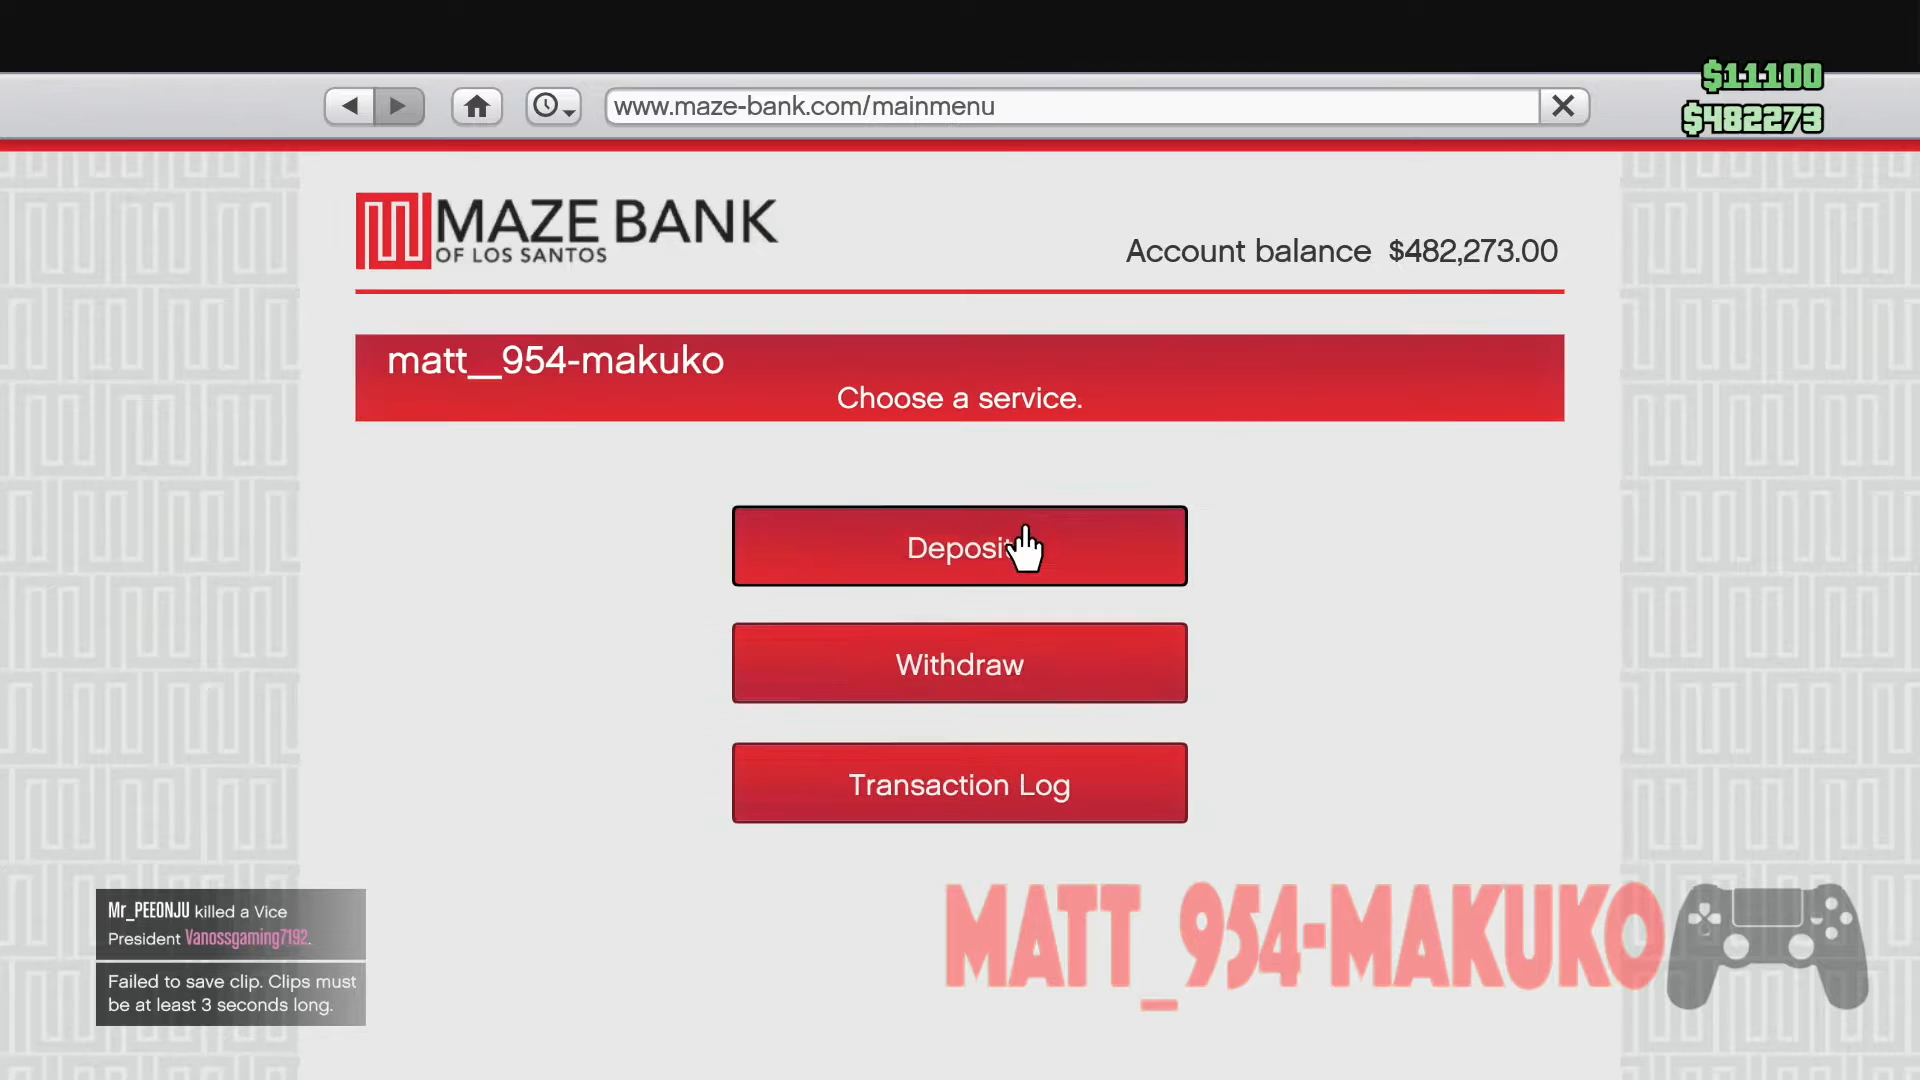 $11100
www.maze-bank.com/mainmenu
$482273
MAZE BANK
OF LOS SANTOS
Account balance $482,273.00
matt__954-makuko
Choose a service.
Deposit
Withdraw
Transaction Log
Mr_PEEONJU killed a Vice
President Vanossgaming7192.
Failed to save clip. Clips must
be at least 3 seconds long.
MATT_954-MAKUKO